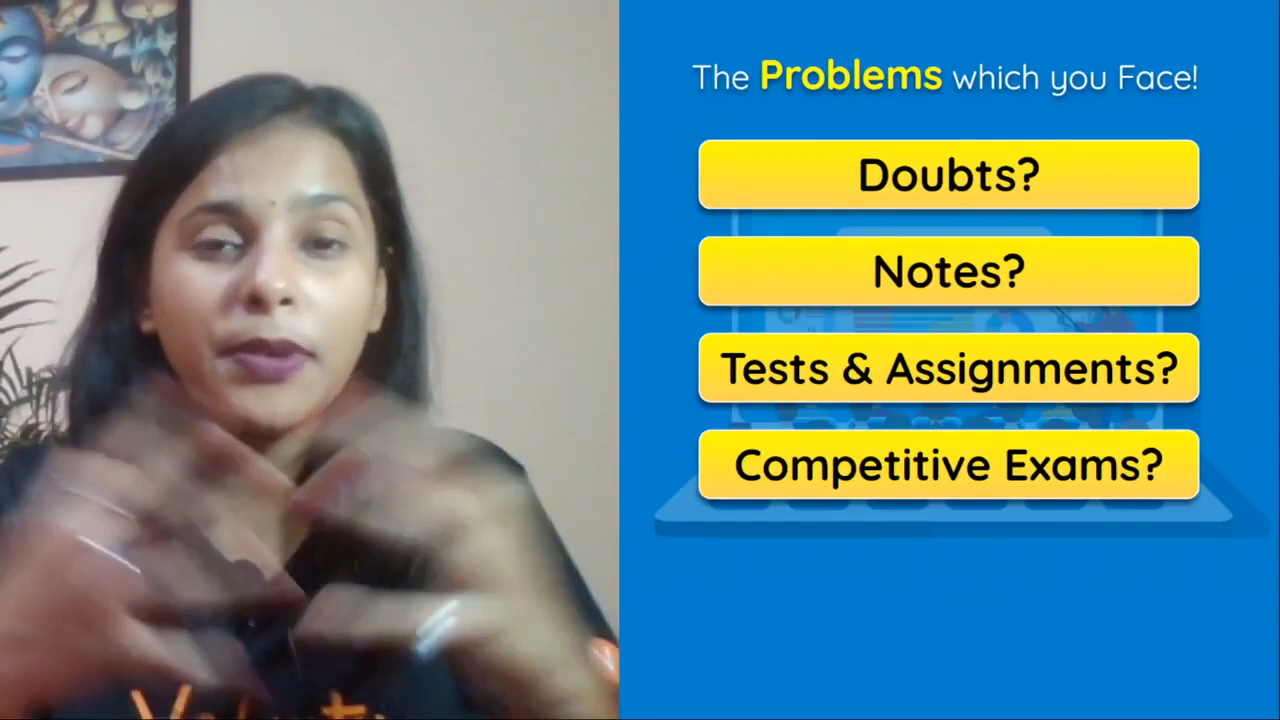 The Problems which you Face!
Doubts?
Notes?
Tests & Assignments?
Competitive Exams?